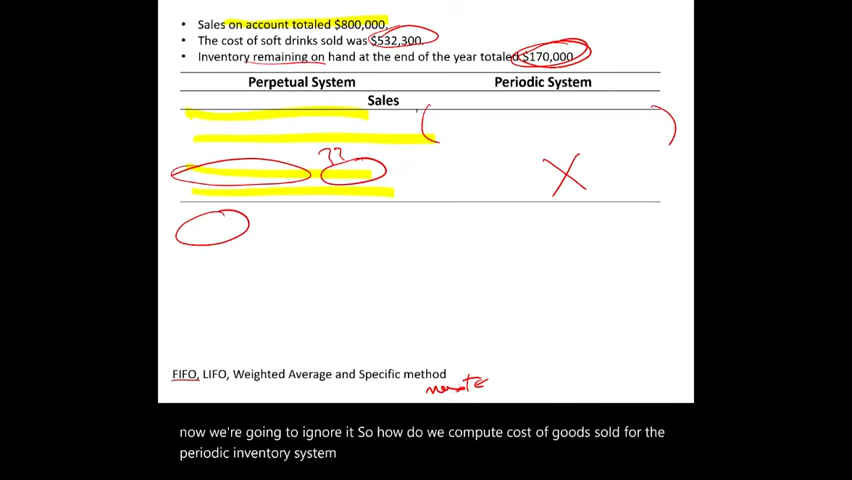 • Sales on account totaled $800,000.
• The cost of soft drinks sold was $532,300.
• Inventory remaining on hand at the end of the year totaled $170,000
Perpetual System Periodic System
Sales
??
FIFO, LIFO, Weighted Average and Specific method
now we're going to ignore it So how do we compute cost of goods sold for the
periodic inventory system